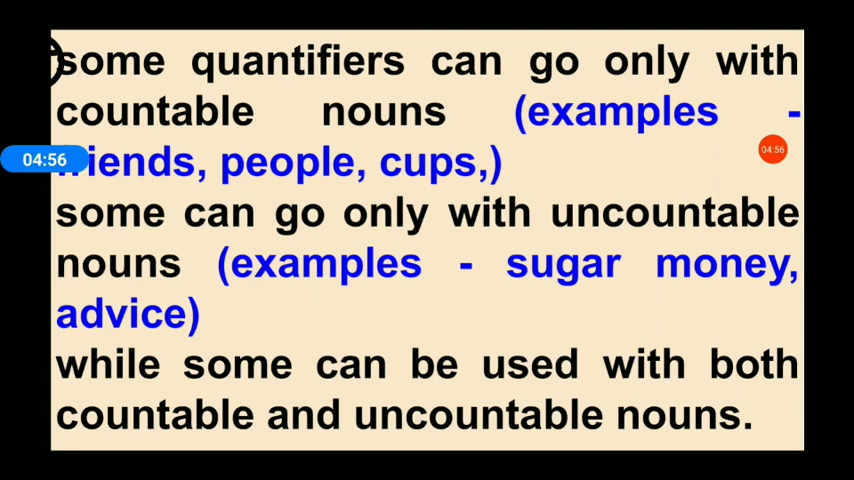 some quantifiers can go only with
countable nouns (examples -
friends, people, cups,)
04:56
04:56
some can go only with uncountable
nouns (examples - sugar money,
advice)
while some can be used with both
countable and uncountable nouns.